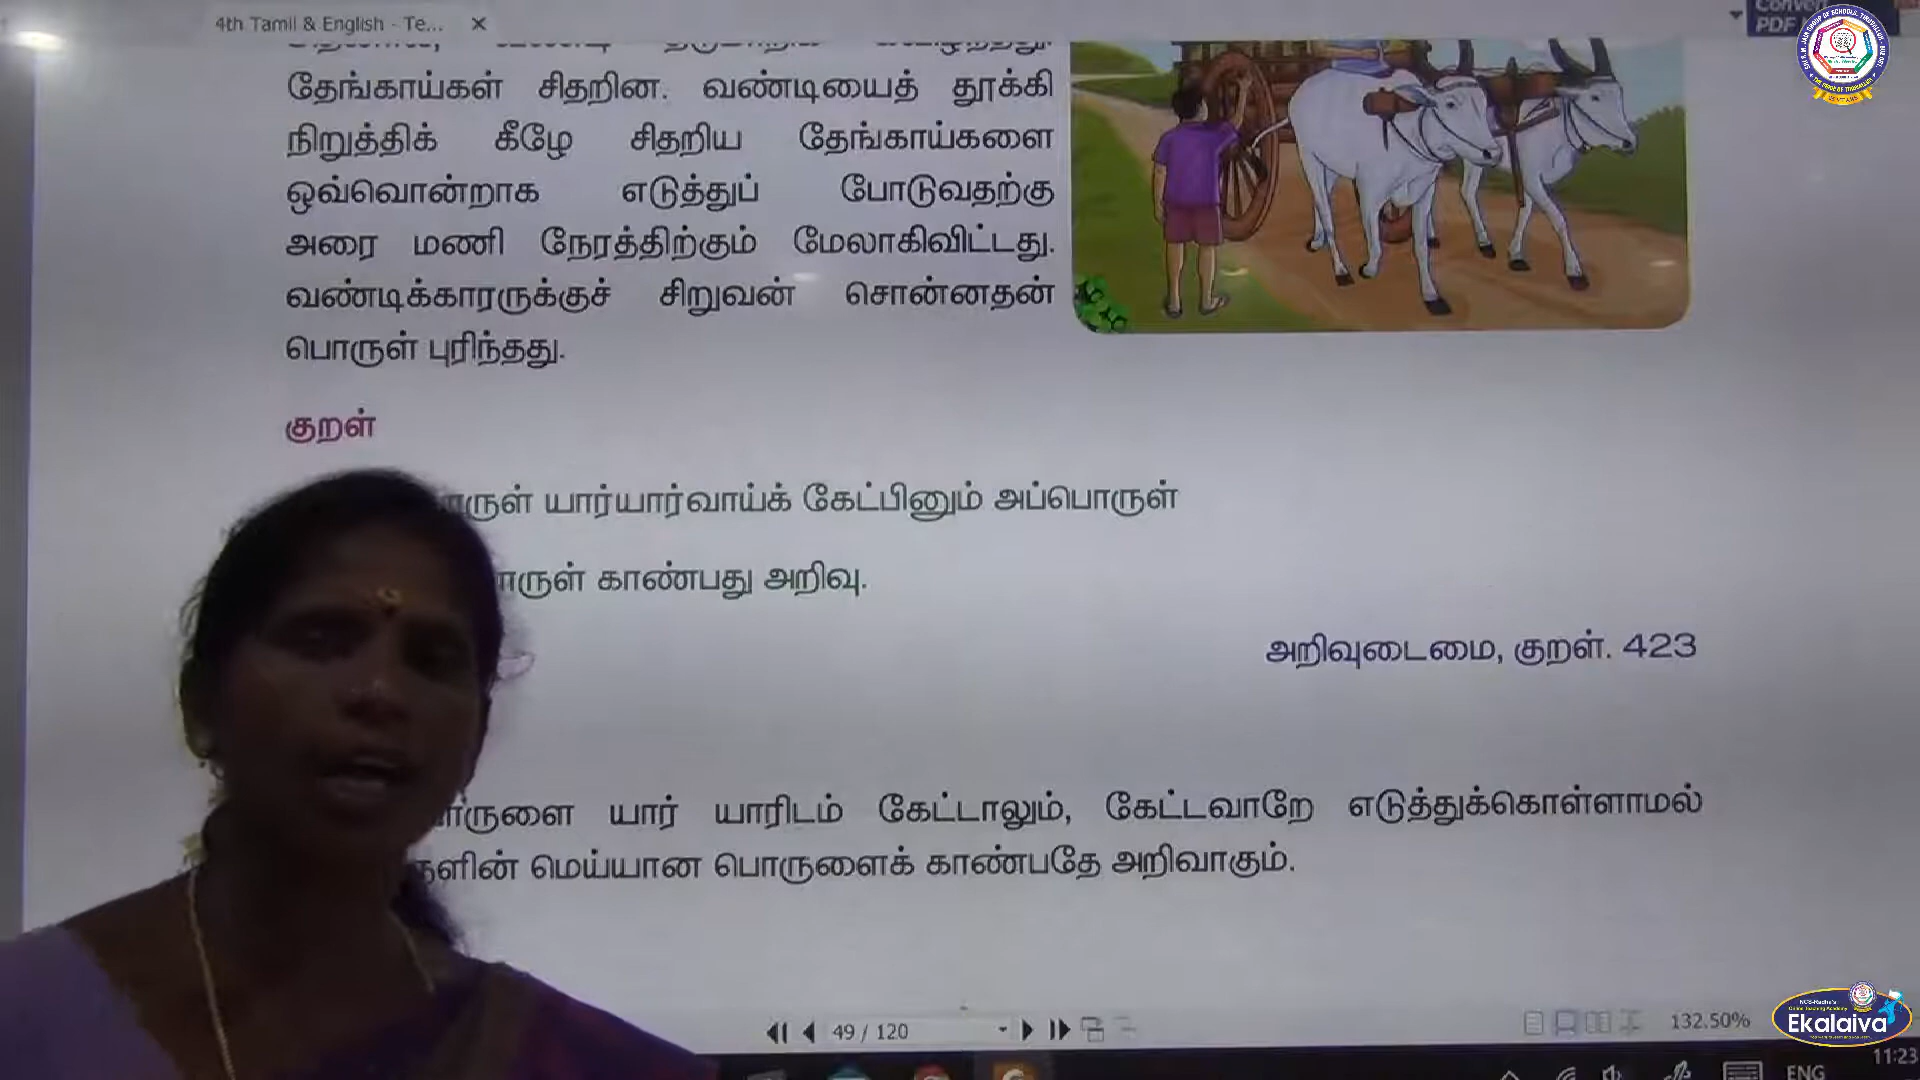 4th Tamil & English - Te...
தேங்காய்கள் சிதறின. வண்டியைத் தூக்கி
நிறுத்திக் கீழே சிதறிய தேங்காய்களை
ஒவ்வொன்றாக எடுத்துப் போடுவதற்கு
அரை மணி நேரத்திற்கும் மேலாகிவிட்டது.
வண்டிக்காரருக்குச் சிறுவன் சொன்னதன்
பொருள் புரிந்தது.
குறள்
யார்யார்வாய்க் கேட்பினும் அப்பொருள்
காண்பது அறிவு.
அறிவுடைமை, குறள். 423
யார் யாரிடம் கேட்டாலும், கேட்டவாறே எடுத்துக்கொள்ளாமல்
மெய்யான பொருளைக் காண்பதே அறிவாகும்.
49 / 120
132.50%
Ekalaiva
11:23
ENG